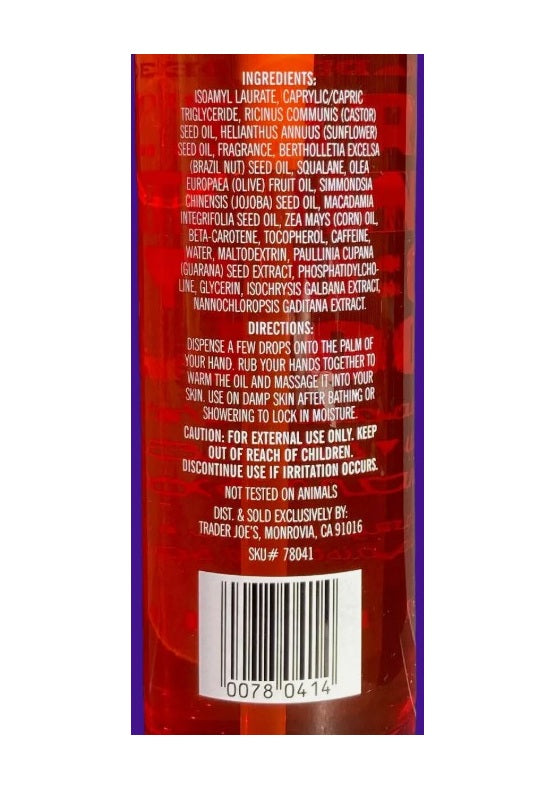 INGREDIENTS:
ISOAMYL LAURATE, CAPRYLIC/CAPRIC
TRIGLYCERIDE, RICINUS COMMUNIS (CASTOR)
SEED OIL, HELIANTHUS ANNUUS (SUNFLOWER)
SEED OIL, FRAGRANCE, BERTHOLLETIA EXCELSA
(BRAZIL NUT) SEED OIL, SQUALANE, OLEA
EUROPAEA (OLIVE) FRUIT OIL, SIMMONDSIA
CHINENSIS (JOJOBA) SEED OIL, MACADAMIA
INTEGRIFOLIA SEED OIL, ZEA MAYS (CORN) OIL,
BETA-CAROTENE, TOCOPHEROL, CAFFEINE,
WATER, MALTODEXTRIN, PAULLINIA CUPANA
(GUARANA) SEED EXTRACT, PHOSPHATIDYLCHO-
LINE, GLYCERIN, ISOCHRYSIS GALBANA EXTRACT,
NANNOCHLOROPSIS GADITANA EXTRACT.
DIRECTIONS:
DISPENSE A FEW DROPS ONTO THE PALM OF
YOUR HAND. RUB YOUR HANDS TOGETHER TO
WARM THE OIL AND MASSAGE IT INTO YOUR
SKIN. USE ON DAMP SKIN AFTER BATHING OR
SHOWERING TO LOCK IN MOISTURE.
CAUTION: FOR EXTERNAL USE ONLY. KEEP
OUT OF REACH OF CHILDREN.
DISCONTINUE USE IF IRRITATION OCCURS.
NOT TESTED ON ANIMALS
DIST. & SOLD EXCLUSIVELY BY:
TRADER JOE'S, MONROVIA, CA 91016
SKU# 78041
0078 0414